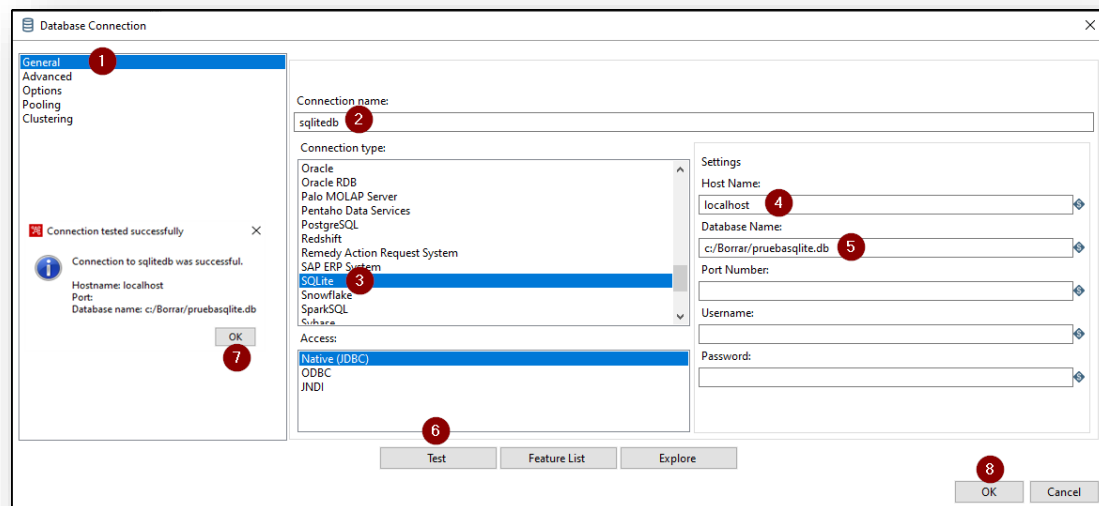 Database Connection
General 1
Advanced
Options
Pooling
Clustering
Connection tested successfully
Connection to sqlitedb was successful.
Hostname: localhost
Port:
Database name: c:/Borrar/pruebasqlite.db
OK
7
Connection name:
sqlitedb 2
Connection type:
Oracle
Oracle RDB
Palo MOLAP Server
Pentaho Data Services
PostgreSQL
Redshift
Remedy Action Request System
SAP ERP System
SQLite 3
Snowflake
SparkSQL
Sybase
Access:
Native (JDBC)
ODBC
JNDI
Settings
Host Name:
localhost 4
Database Name:
c:/Borrar/pruebasqlite.db 5
Port Number:
Username:
Password:
6
Test Feature List Explore
8
OK Cancel